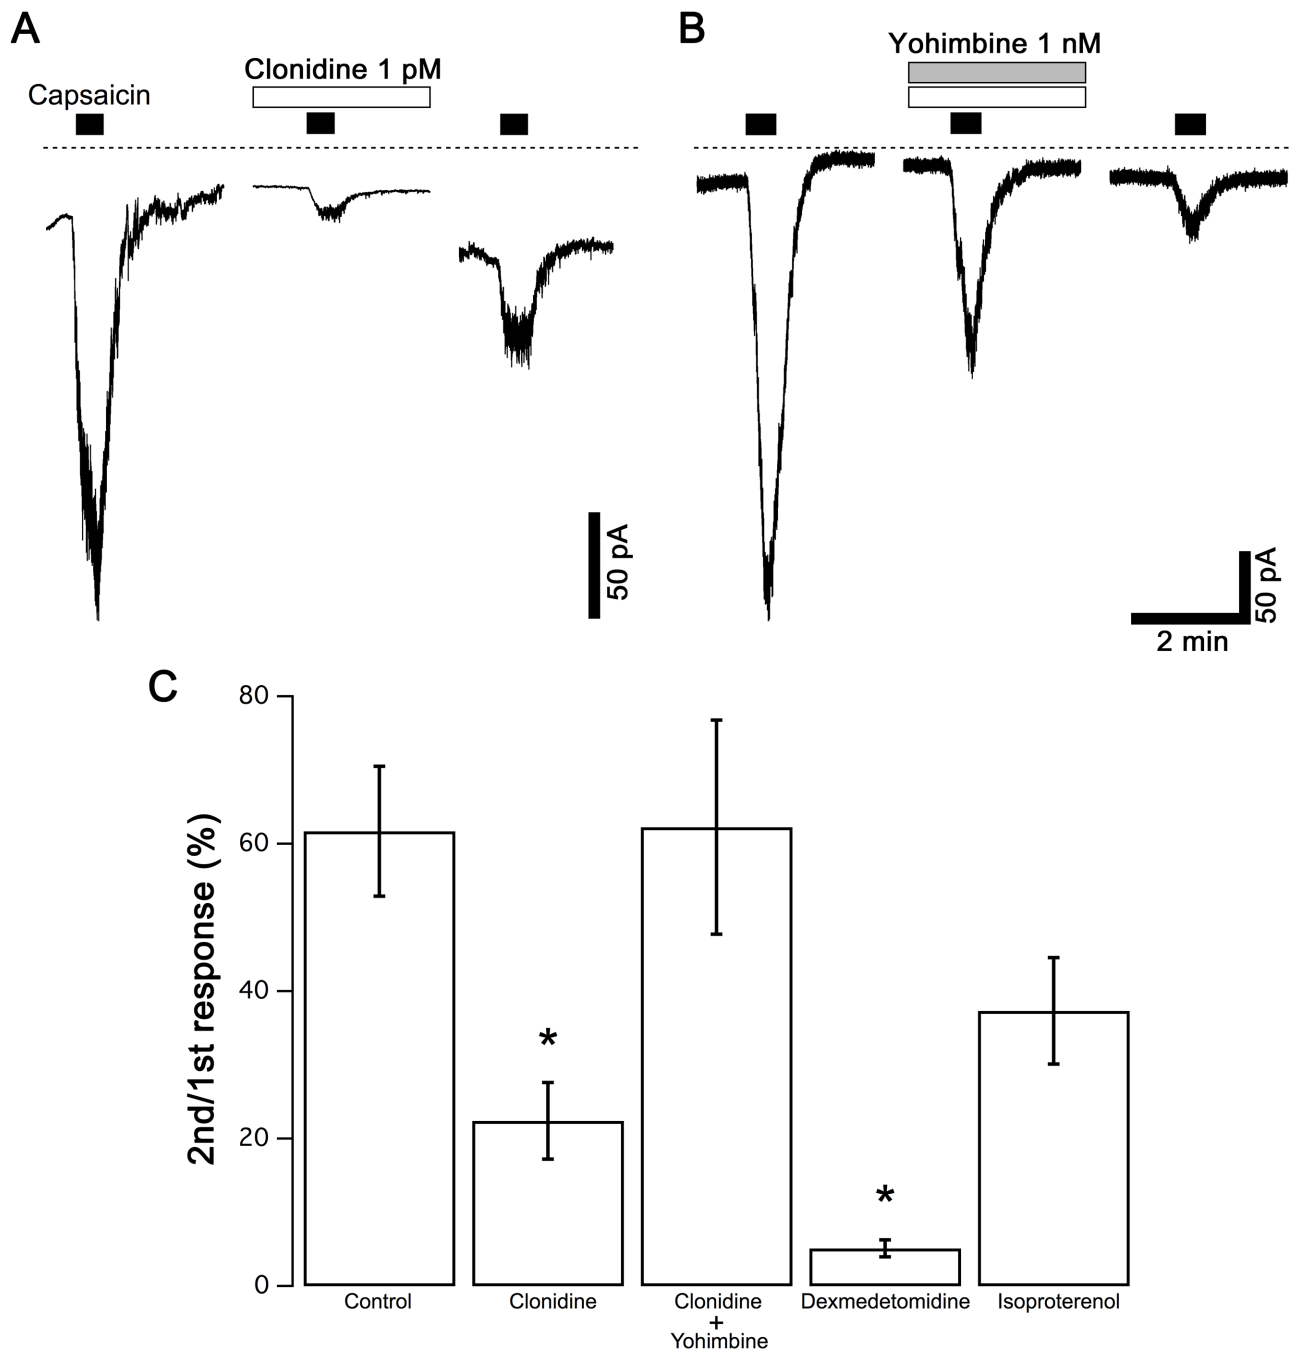 A
Clonidine 1 pM
Capsaicin
50 pA
B
Yohimbine 1 nM
50 pA
2 min
C
2nd/1st response (%)
80
60
40
20
0
*
*
Control
Clonidine
Clonidine
+
Yohimbine
Dexmedetomidine
Isoproterenol